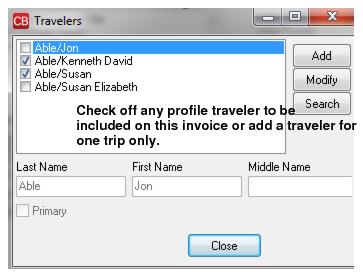 CB Travelers
Able/Jon
Able/Kenneth David
Able/Susan
Able/Susan Elizabeth
Add
Modify
Search
Check off any profile traveler to be
included on this invoice or add a traveler for
one trip only.
Last Name First Name Middle Name
Able Jon
Primary
Close